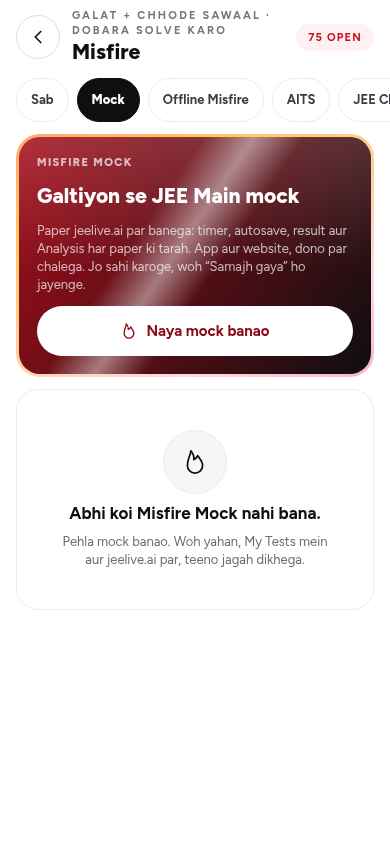 GALAT + CHHODE SAWAAL ·
DOBARA SOLVE KARO
Misfire
75 OPEN
Sab
Mock
Offline Misfire
AITS
JEE
MISFIRE MOCK
Galtiyon se JEE Main mock
Paper jeelive.ai par banega: timer, autosave, result aur
Analysis har paper ki tarah. App aur website, dono par
chalega. Jo sahi karoge, woh “Samajh gaya” ho
jayenge.
Naya mock banao
Abhi koi Misfire Mock nahi bana.
Pehla mock banao. Woh yahan, My Tests mein
aur jeelive.ai par, teeno jagah dikhega.